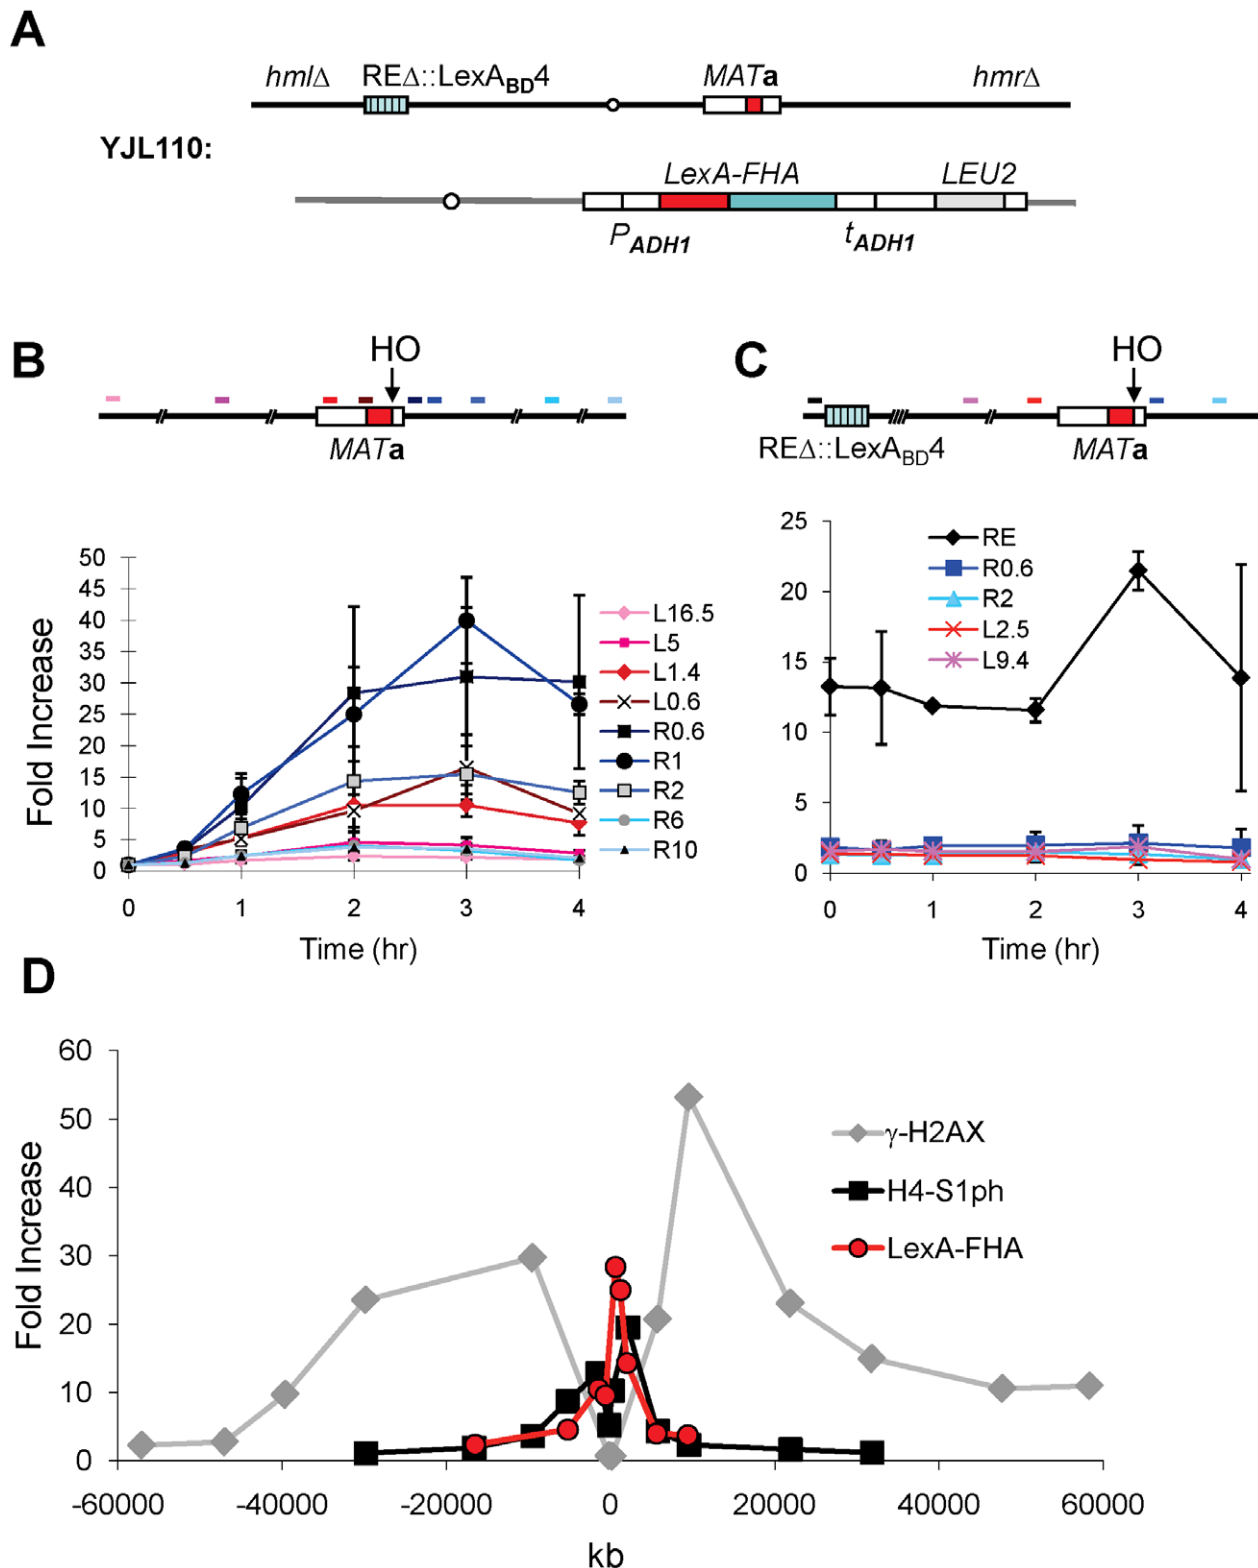 A
hmlΔ REΔ::LexABD4 MATa hmrΔ
YJL110:
LexA-FHA LEU2
PADH1 tADH1
B
HO
MATa
C
HO
REΔ::LexABD4 MATa
50
45
40
35
30
25
20
15
10
5
0
Fold Increase
0 1 2 3 4
Time (hr)
L16.5
L5
L1.4
L0.6
R0.6
R1
R2
R6
R10
25
20
15
10
5
0
RE
R0.6
R2
L2.5
L9.4
0 1 2 3 4
Time (hr)
D
60
50
40
30
20
10
0
Fold Increase
γ-H2AX
H4-S1ph
LexA-FHA
-60000 -40000 -20000 0 20000 40000 60000
kb